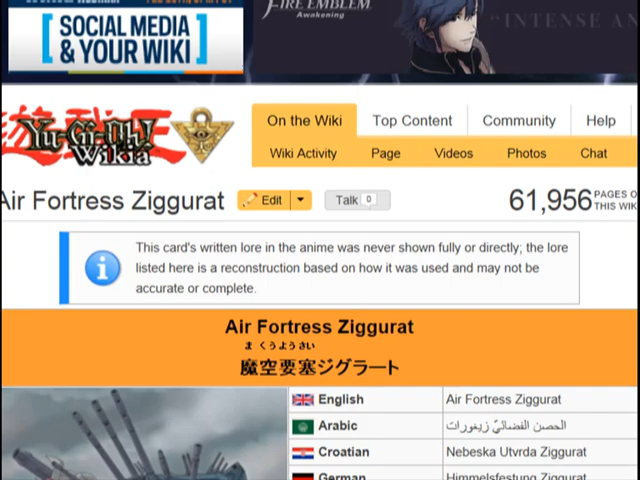 SOCIAL MEDIA
& YOUR WIKI
FIRE EMBLEM
Awakening
"INTENSE AN
遊戯王
Yu-Gi-Oh!
Wikia
On the Wiki
Top Content
Community
Help
Wiki Activity
Page
Videos
Photos
Chat
Air Fortress Ziggurat
Edit
Talk 0
61,956 PAGES O
THIS WIK
This card's written lore in the anime was never shown fully or directly; the lore
listed here is a reconstruction based on how it was used and may not be
accurate or complete.
Air Fortress Ziggurat
まくうようさい
魔空要塞ジグラート
English Air Fortress Ziggurat
Arabic الحصن الفضائيّ زيغورات
Croatian Nebeska Utvrda Ziggurat
German Himmelsfestung Ziggurat